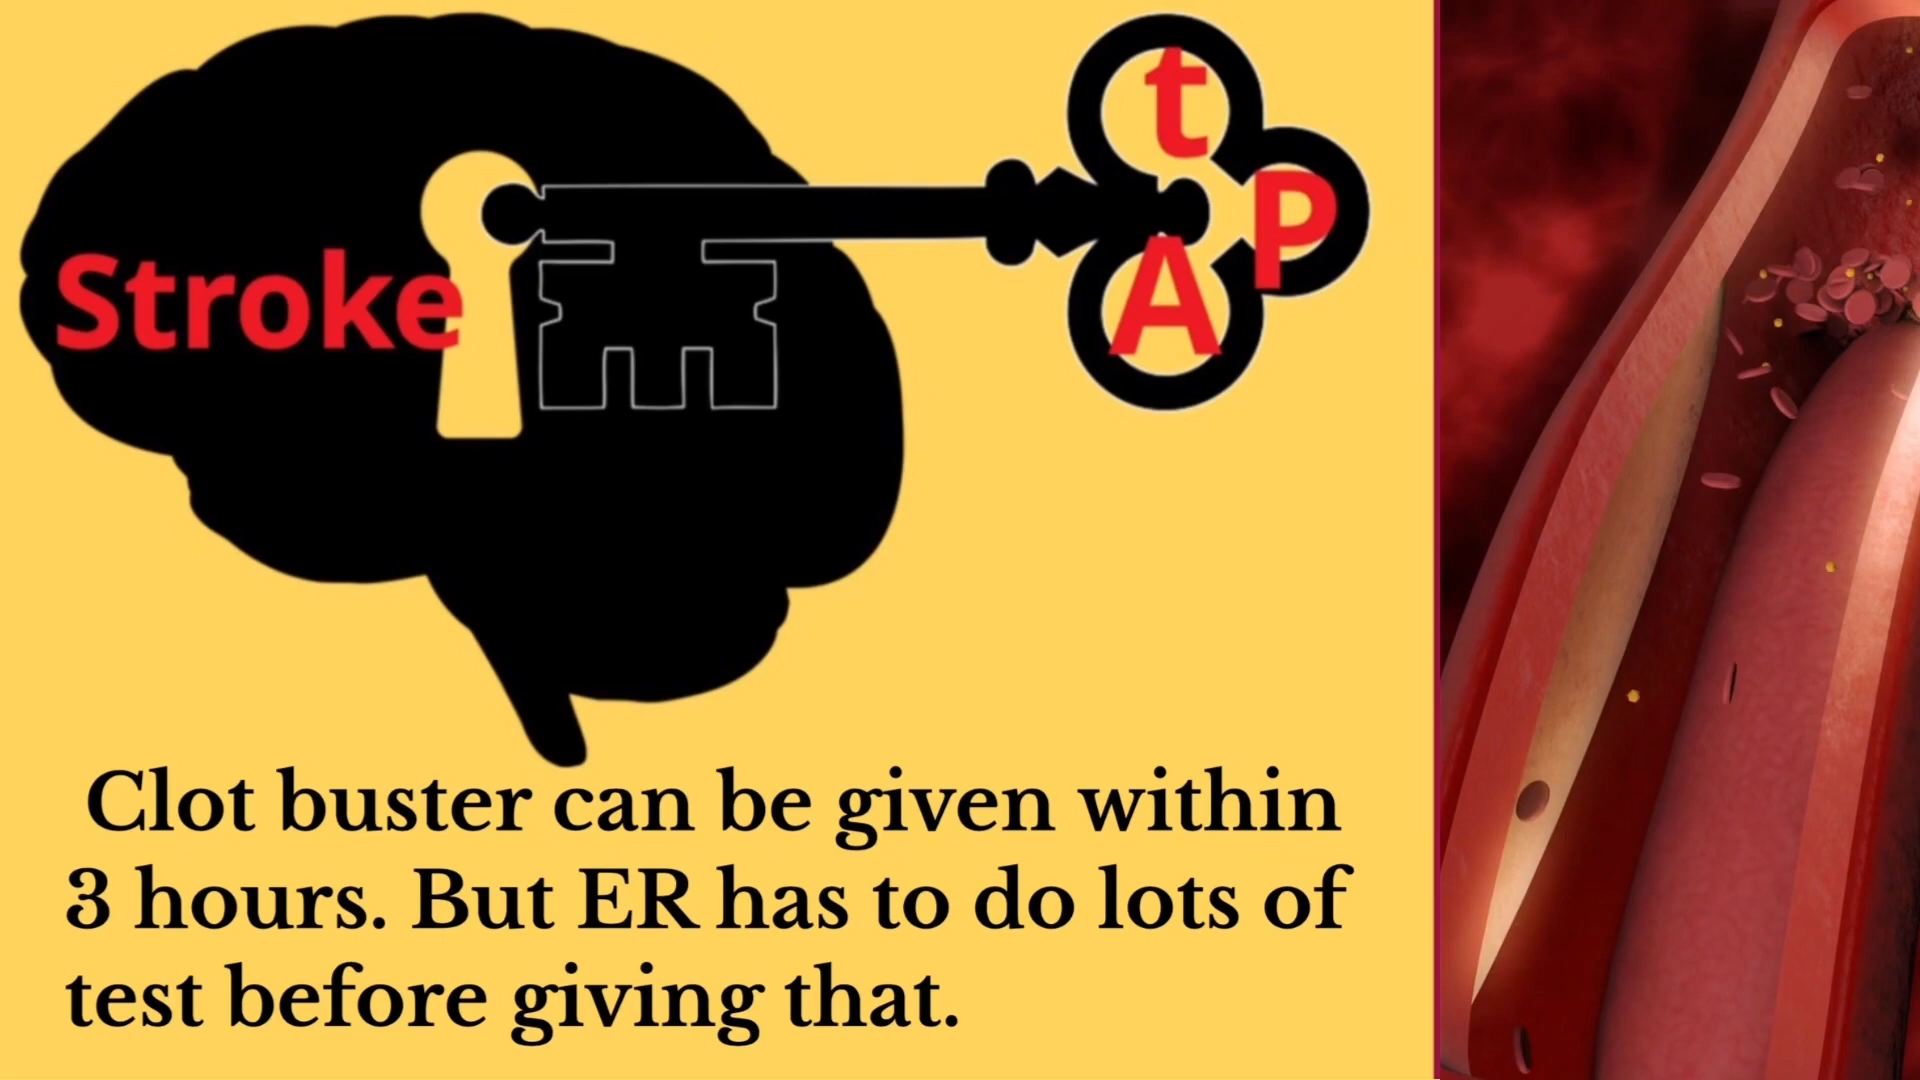 Stroke
t
P
A
Clot buster can be given within
3 hours. But ER has to do lots of
test before giving that.